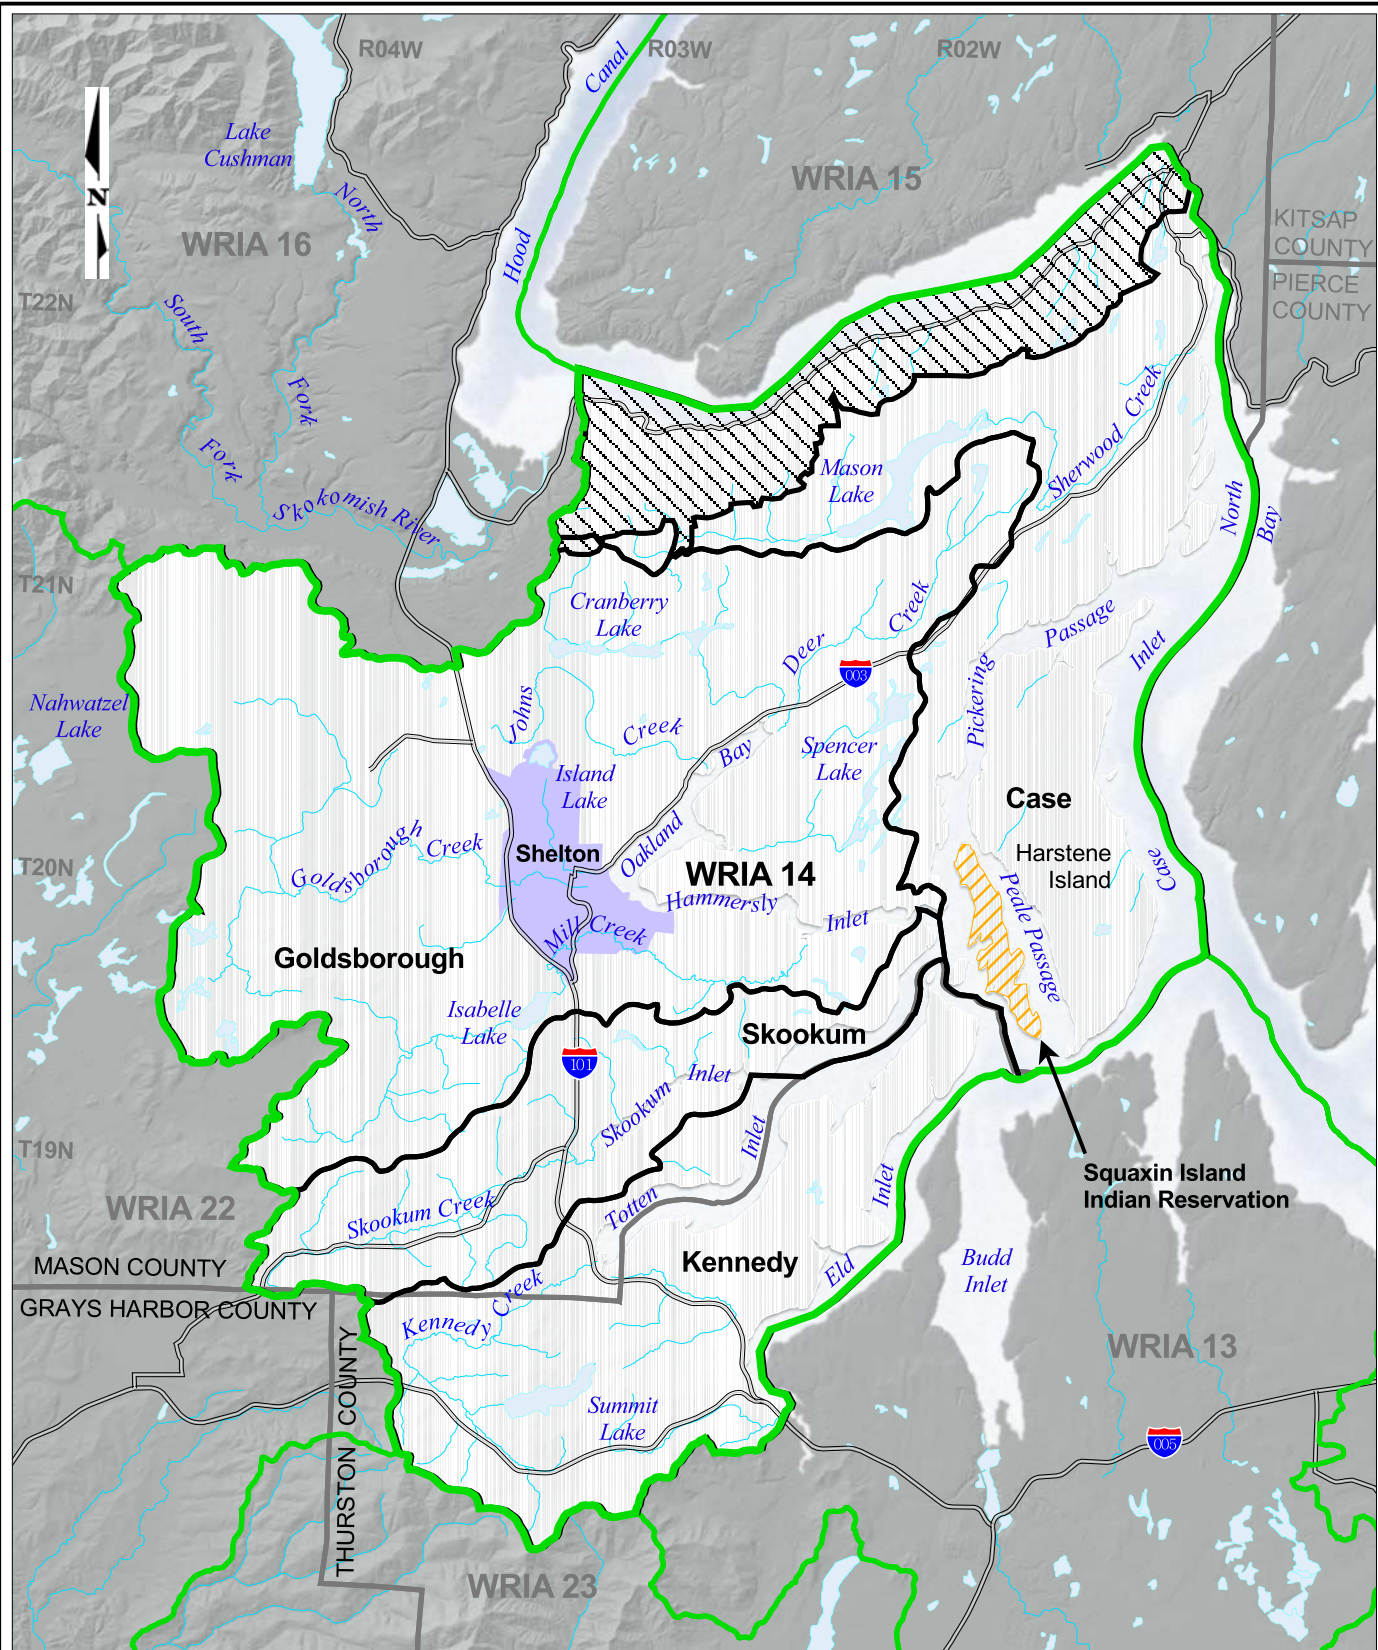 R04W
R03W
R02W
Canal
Lake
Cushman
North
WRIA 15
N
KITSAP
COUNTY
WRIA 16
Hood
PIERCE
COUNTY
T22N
South
Fork
Creek
Fork
Sherwood
Mason
Lake
Skokomish River
North
Bay
T21N
Cranberry
Lake
Creek
Passage
Deer
Inlet
003
Pickering
Nahwatzel
Lake
Johns
Creek
Bay
Spencer
Lake
Island
Lake
Case
Goldsborough
Creek
Oakland
Shelton
Harstene
Island
Case
T20N
WRIA 14
Peale Passage
Hammersly
Inlet
Mill Creek
Goldsborough
Isabelle
Lake
Skookum
101
Inlet
Skookum
Inlet
T19N
Squaxin Island
Indian Reservation
Inlet
Skookum Creek
Totten
WRIA 22
Kennedy
Eld
Budd
Inlet
MASON COUNTY
GRAYS HARBOR COUNTY
Kennedy Creek
THURSTON COUNTY
WRIA 13
Summit
Lake
005
WRIA 23